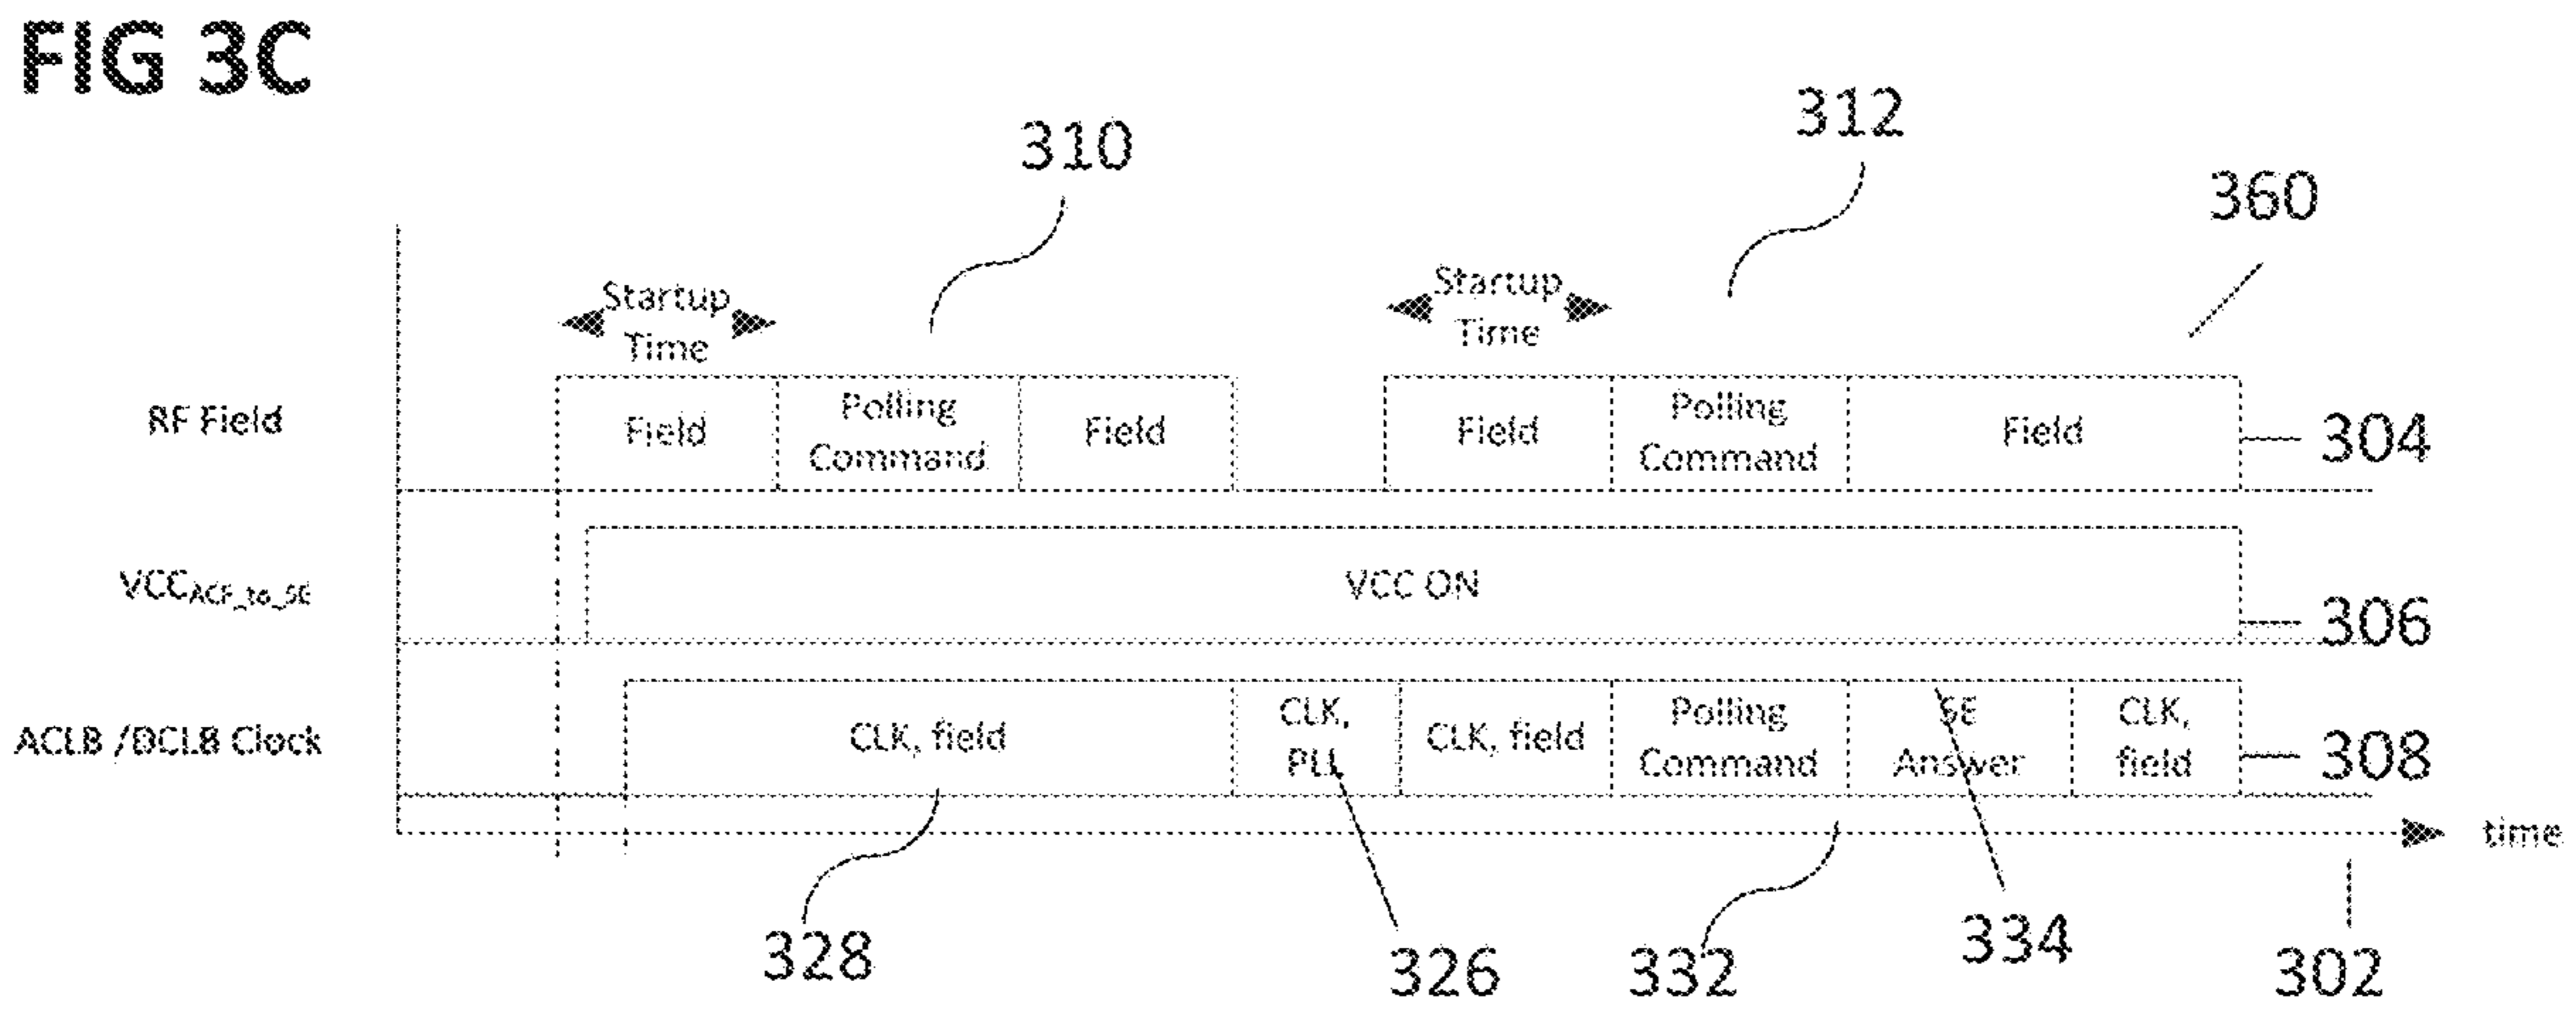 FIG 3C
310
312
360
Startup
Time
Startup
Time
RF Field
Field
Polling
Command
Field
Field
Polling
Command
Field
304
VCCACF_to_SE
VCC ON
306
ACLB /DCLB Clock
CLK, field
CLK,
PLL
CLK, field
Polling
Command
SE
Answer
CLK,
field
308
time
328
326
332
334
302